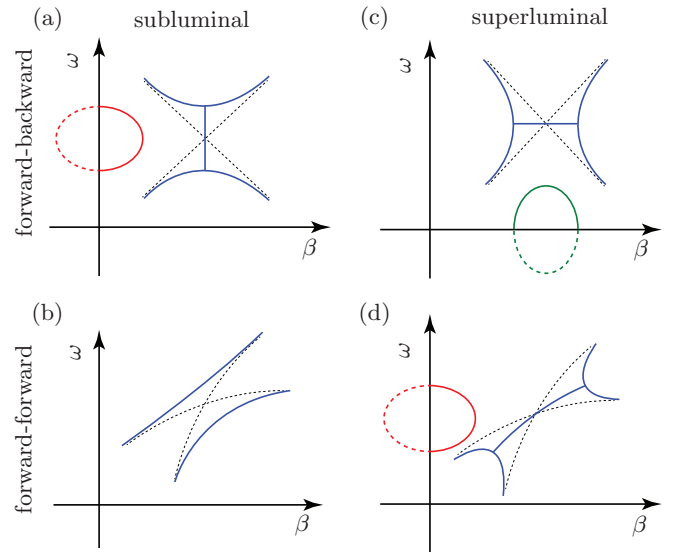 (a) subluminal
(c) superluminal
forward-backward
ω
β
ω
β
(b)
(d)
forward-forward
ω
β
ω
β